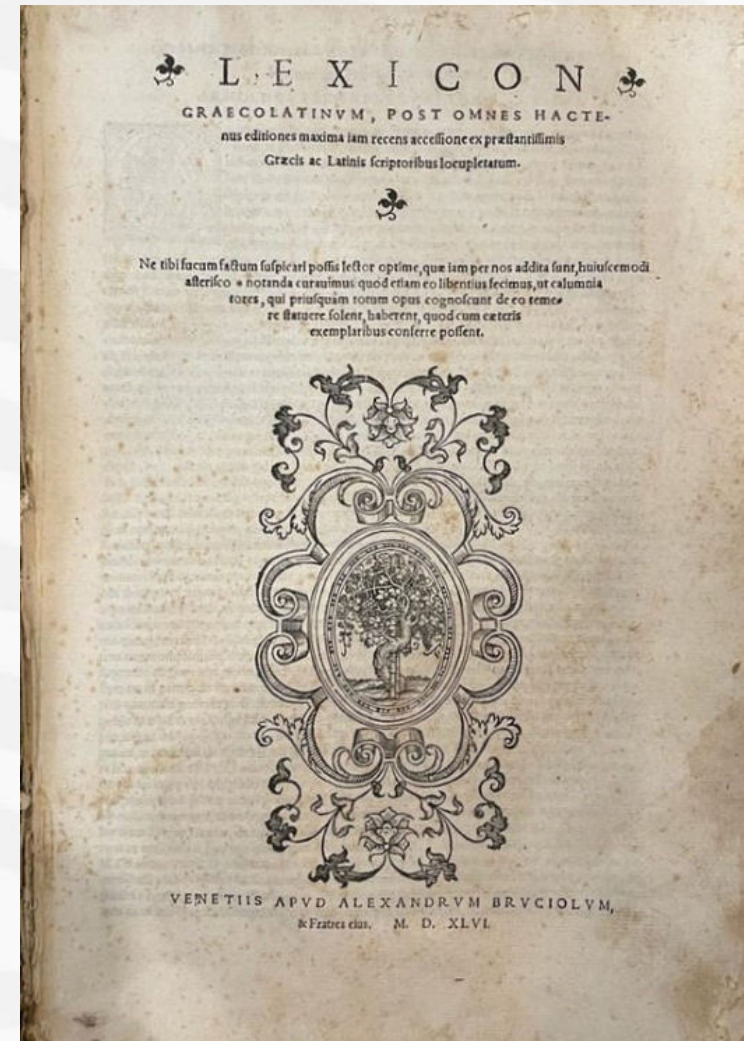 LEXICON
GRAECOLATINVM, POST OMNES HACTE-
nus editiones maxima iam recens accessione ex præstantissimis
Græcis ac Latinis scriptoribus locupletatum.
Ne tibi fucum factum suspicari possis lector optime, quæ iam per nos addita sunt, huiuscemodi
asterisco * notanda curauimus quod etiam eo libentius fecimus, ut calumnia
tores, qui priusquàm totum opus cognoscunt de eo teme-
re statuere solent, haberent, quod cum cæteris
exemplaribus conferre possent.
VENETIIS APVD ALEXANDRVM BRVCIOLVM,
& Fratres eius. M. D. XLVI.